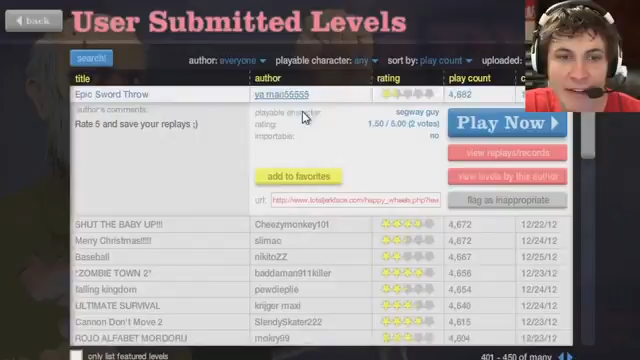 back
User Submitted Levels
search!
author: everyone playable character: any sort by: play count uploaded:
title author rating play count
Epic Sword Throw ya mao55555 4,682
author's comments:
Rate 5 and save your replays ;)
playable character segway guy
rating: 1.50 / 5.00 (2 votes)
importable: no
Play Now
view replays/records
add to favorites
view levels by this author
url: http://www.totaljerkface.com/happy_wheels.php?lev
flag as inappropriate
SHUT THE BABY UP!!! Cheezymonkey101 4,672 12/22/12
Merry Christmas!!!!! slimao 4,672 12/24/12
Baseball nikitoZZ 4,667 12/25/12
*ZOMBIE TOWN 2* baddaman911killer 4,656 12/23/12
falling kingdom pewdieplie 4,654 12/24/12
ULTIMATE SURVIVAL krijger maxi 4,640 12/24/12
Cannon Don't Move 2 SlendySkater222 4,615 12/24/12
ROJO ALFABET MORDORU mokry99 4,604 12/23/12
only list featured levels 401 - 450 of many